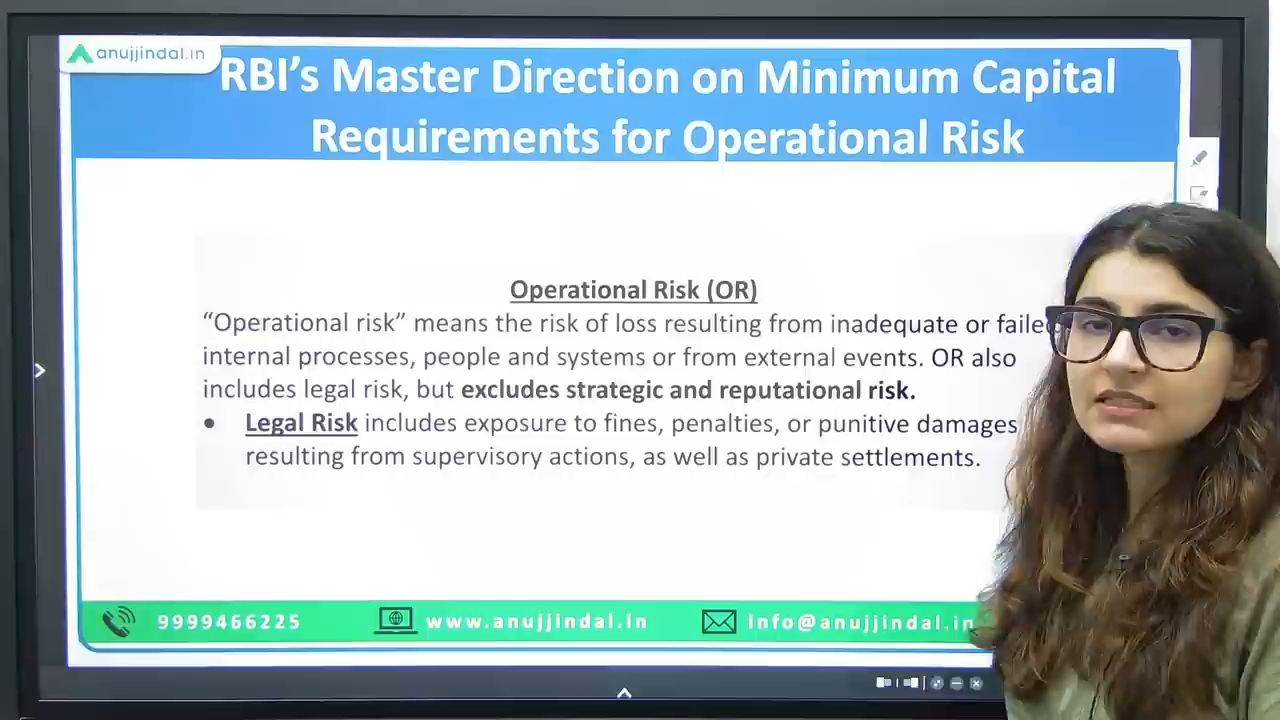 anujjindal.in
RBI's Master Direction on Minimum Capital
Requirements for Operational Risk
Operational Risk (OR)
“Operational risk” means the risk of loss resulting from inadequate or failed
internal processes, people and systems or from external events. OR also
includes legal risk, but excludes strategic and reputational risk.
• Legal Risk includes exposure to fines, penalties, or punitive damages
resulting from supervisory actions, as well as private settlements.
9999466225 www.anujjindal.in info@anujjindal.in